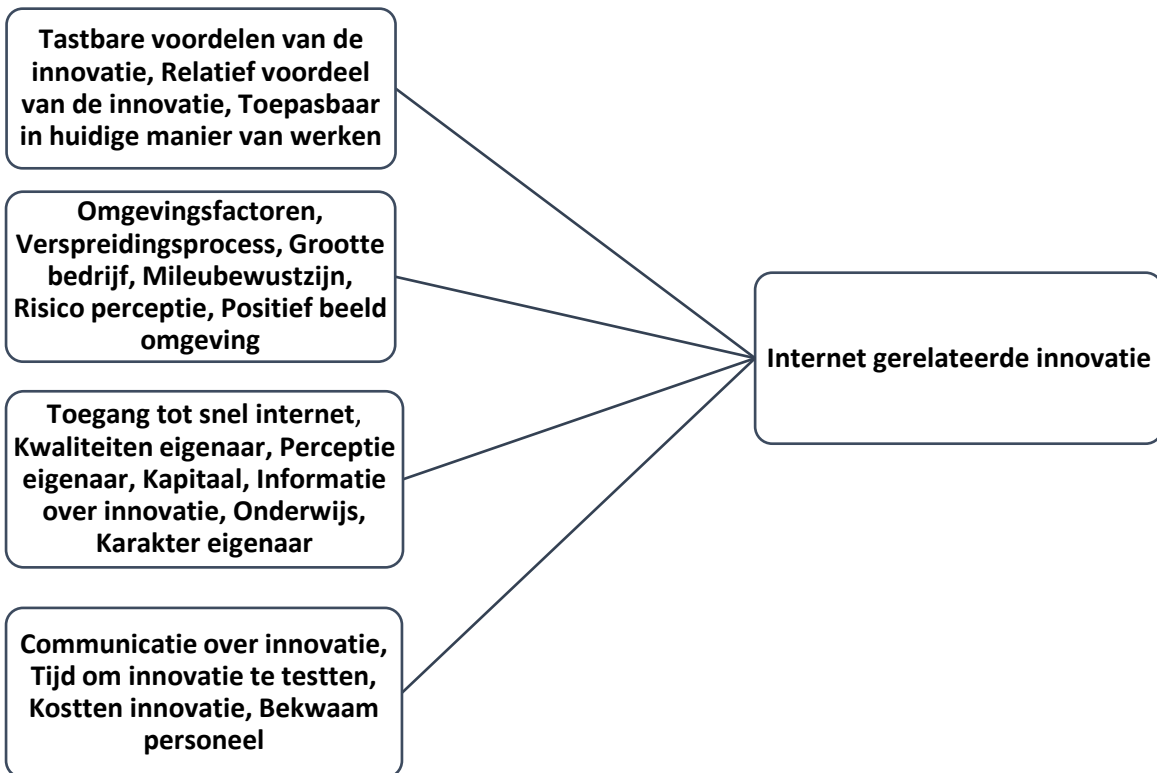 Tastbare voordelen van de
innovatie, Relatief voordeel
van de innovatie, Toepasbaar
in huidige manier van werken
Omgevingsfactoren,
Verspreidingsprocess, Grootte
bedrijf, Mileubewustzijn,
Risico perceptie, Positief beeld
omgeving
Toegang tot snel internet,
Kwaliteiten eigenaar, Perceptie
eigenaar, Kapitaal, Informatie
over innovatie, Onderwijs,
Karakter eigenaar
Communicatie over innovatie,
Tijd om innovatie te testten,
Kostten innovatie, Bekwaam
personeel
Internet gerelateerde innovatie